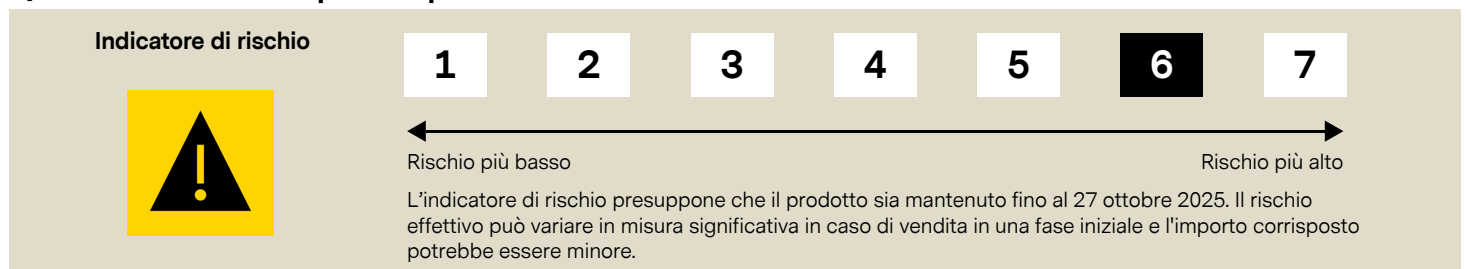 Indicatore di rischio
1 2 3 4 5 6 7
Rischio più basso Rischio più alto
L'indicatore di rischio presuppone che il prodotto sia mantenuto fino al 27 ottobre 2025. Il rischio
effettivo può variare in misura significativa in caso di vendita in una fase iniziale e l'importo corrisposto
potrebbe essere minore.